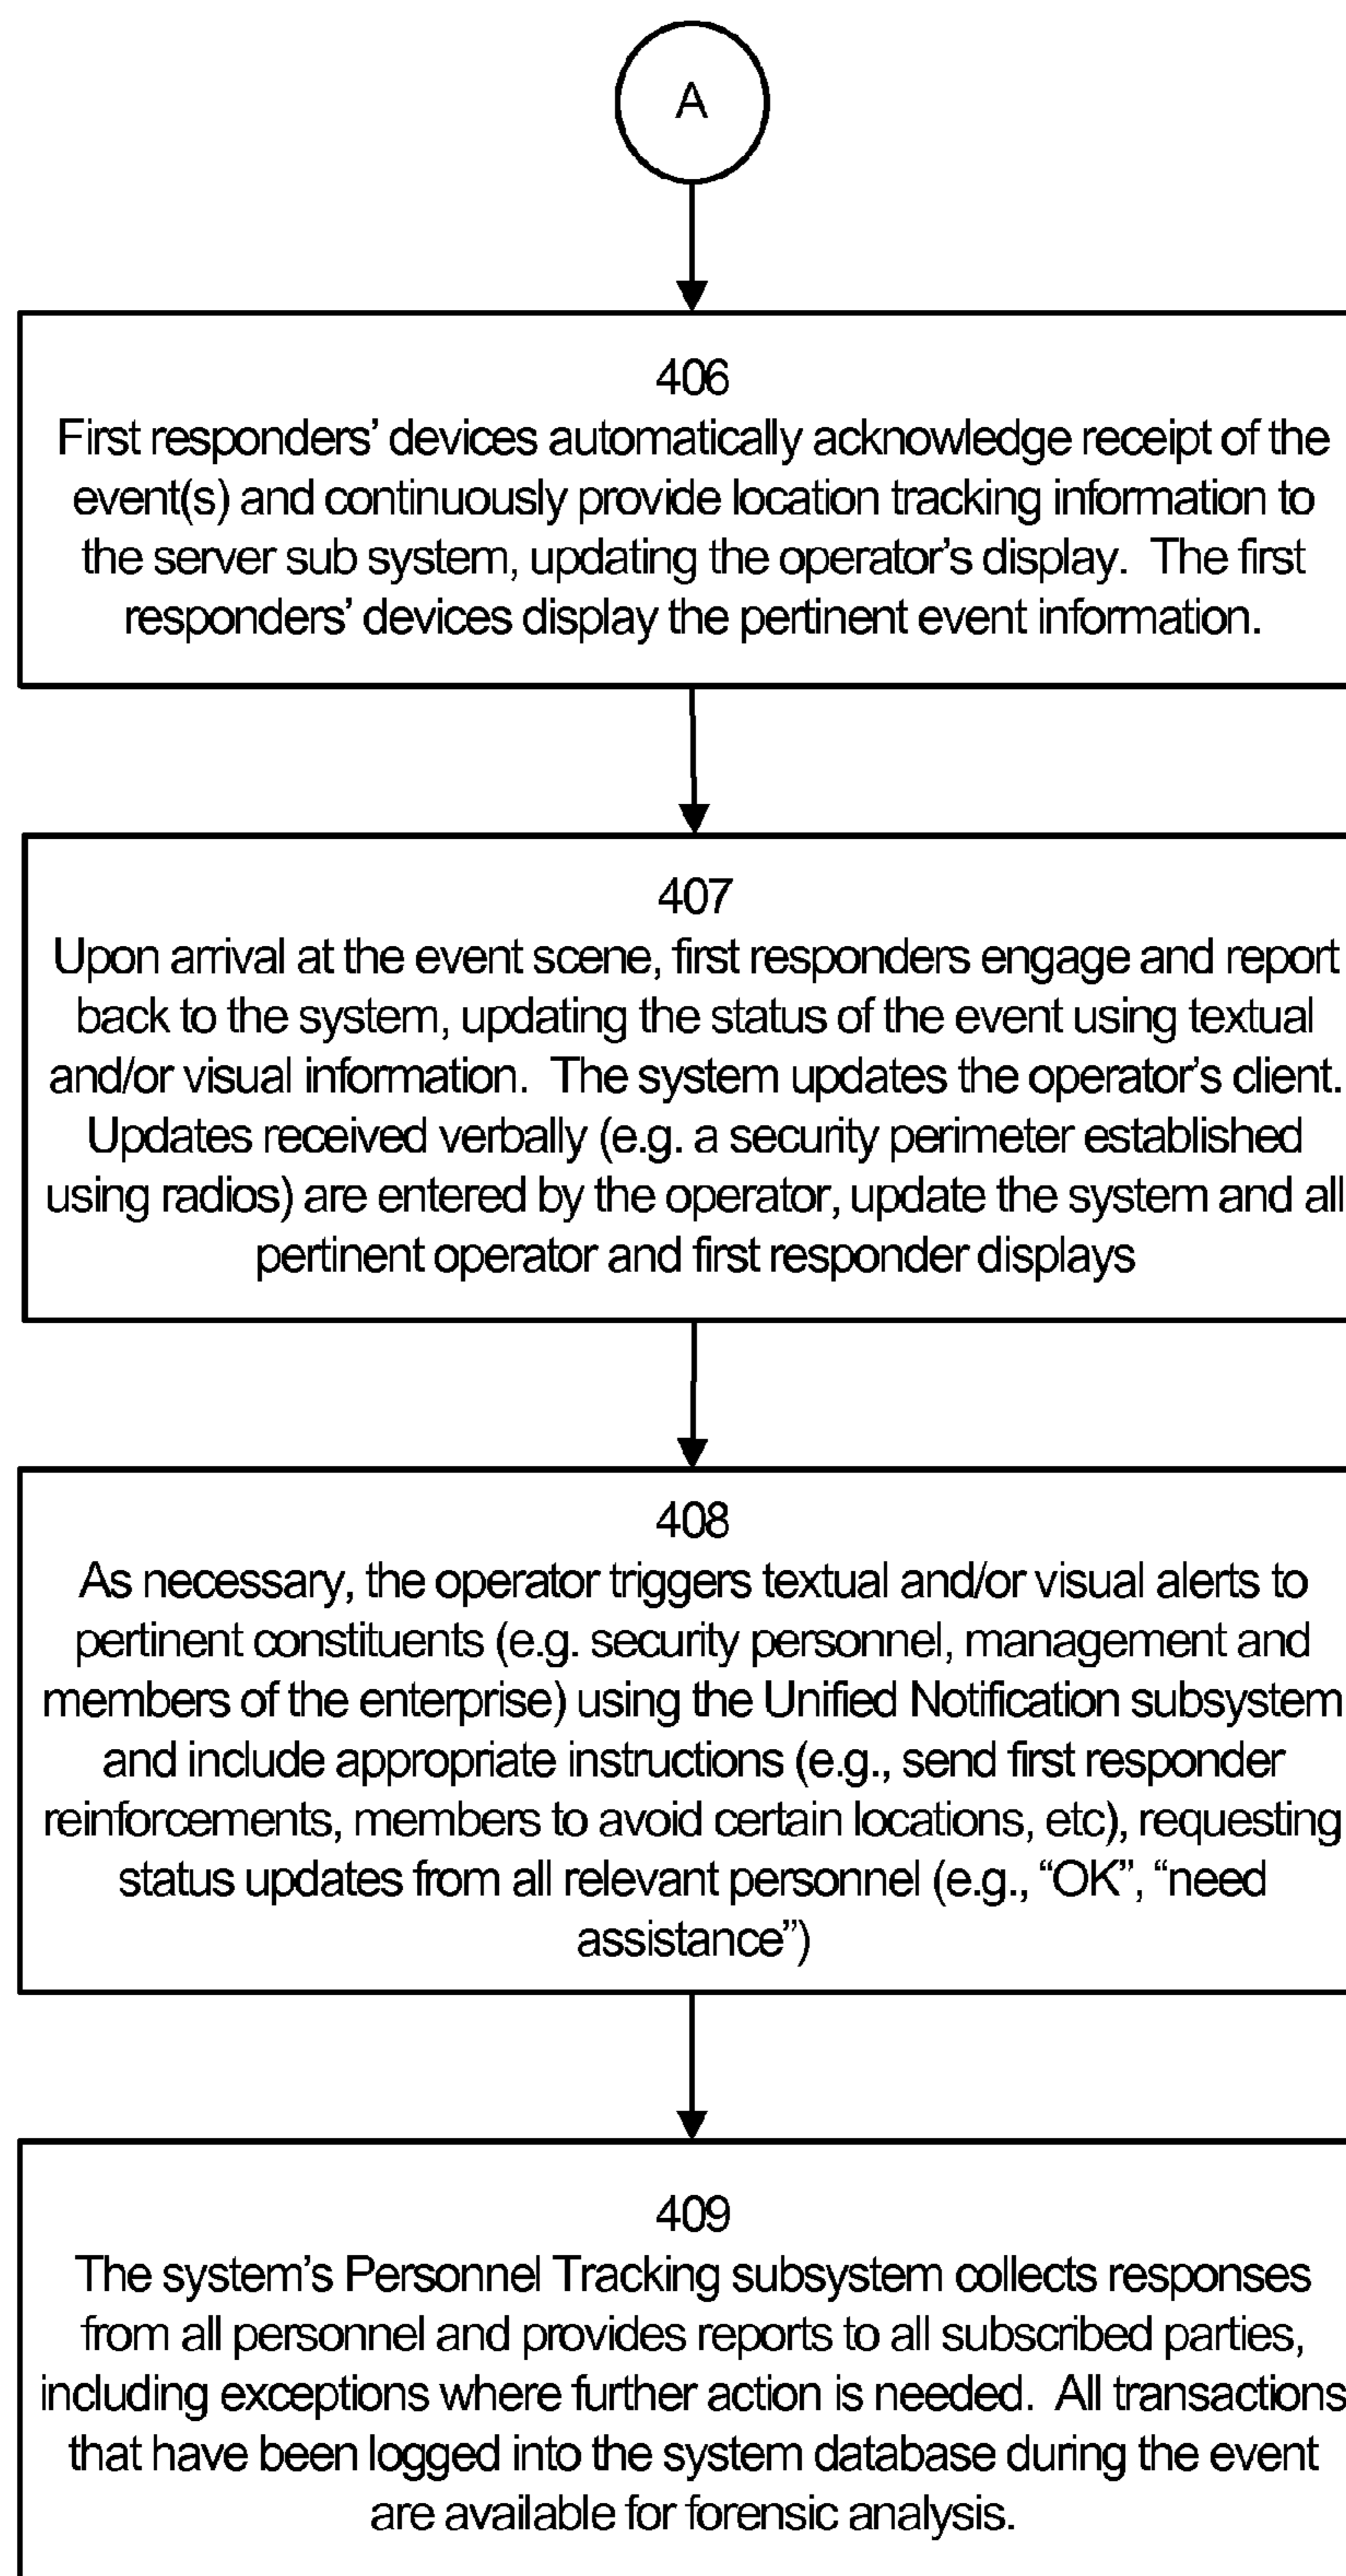 A
406
First responders’ devices automatically acknowledge receipt of the
event(s) and continuously provide location tracking information to
the server sub system, updating the operator’s display.  The first
responders’ devices display the pertinent event information.
407
Upon arrival at the event scene, first responders engage and report
back to the system, updating the status of the event using textual
and/or visual information.  The system updates the operator’s client.
Updates received verbally (e.g. a security perimeter established
using radios) are entered by the operator, update the system and all
pertinent operator and first responder displays
408
As necessary, the operator triggers textual and/or visual alerts to
pertinent constituents (e.g. security personnel, management and
members of the enterprise) using the Unified Notification subsystem
and include appropriate instructions (e.g., send first responder
reinforcements, members to avoid certain locations, etc), requesting
status updates from all relevant personnel (e.g., “OK”, “need
assistance”)
409
The system’s Personnel Tracking subsystem collects responses
from all personnel and provides reports to all subscribed parties,
including exceptions where further action is needed.  All transactions
that have been logged into the system database during the event
are available for forensic analysis.